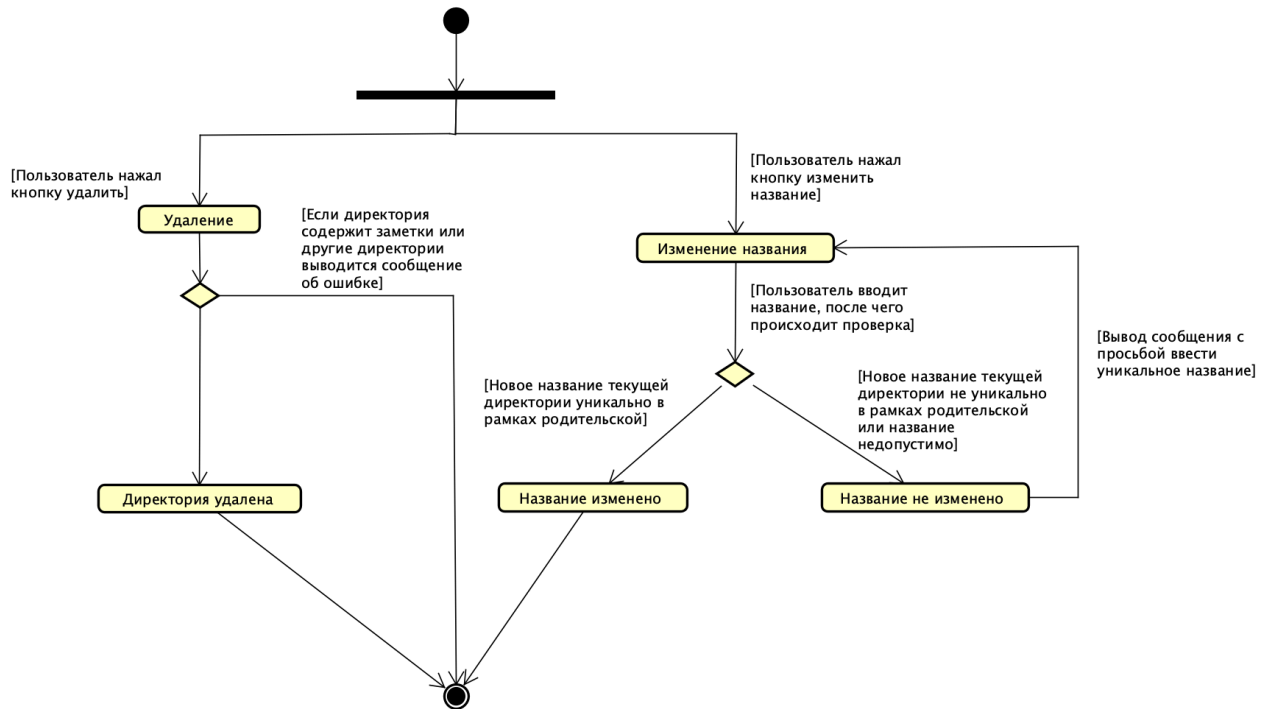 [Пользователь нажал
кнопку удалить]
[Пользователь нажал
кнопку изменить
название]
Удаление
[Если директория
содержит заметки или
другие директории
выводится сообщение
об ошибке]
Изменение названия
[Пользователь вводит
название, после чего
происходит проверка]
[Вывод сообщения с
просьбой ввести
уникальное название]
[Новое название текущей
директории уникально в
рамках родительской]
[Новое название текущей
директории не уникально
в рамках родительской
или название
недопустимо]
Директория удалена
Название изменено
Название не изменено